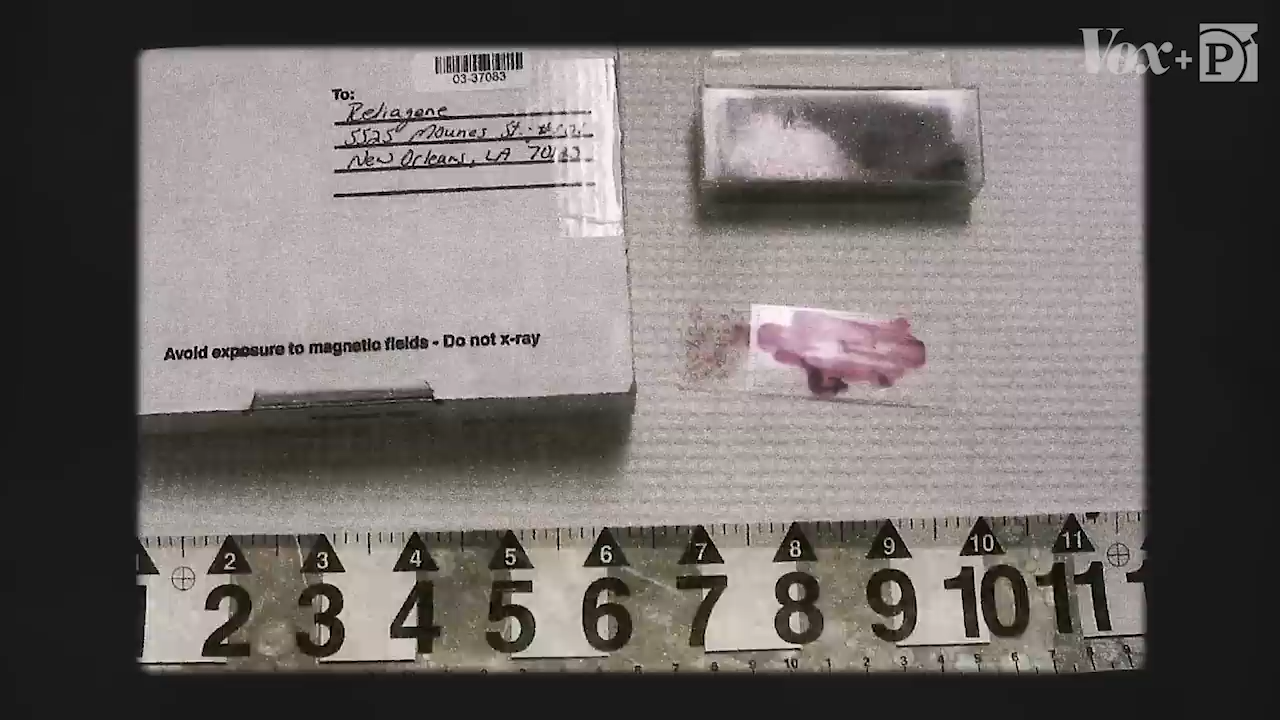 Vox + P
03-37083
To:
Reliagene
5525 Mounes St.
New Orleans, LA
Avoid exposure to magnetic fields - Do not x-ray
2 3 4 5 6 7 8 9 10 11
2 3 4 5 6 7 8 9 10 11 1